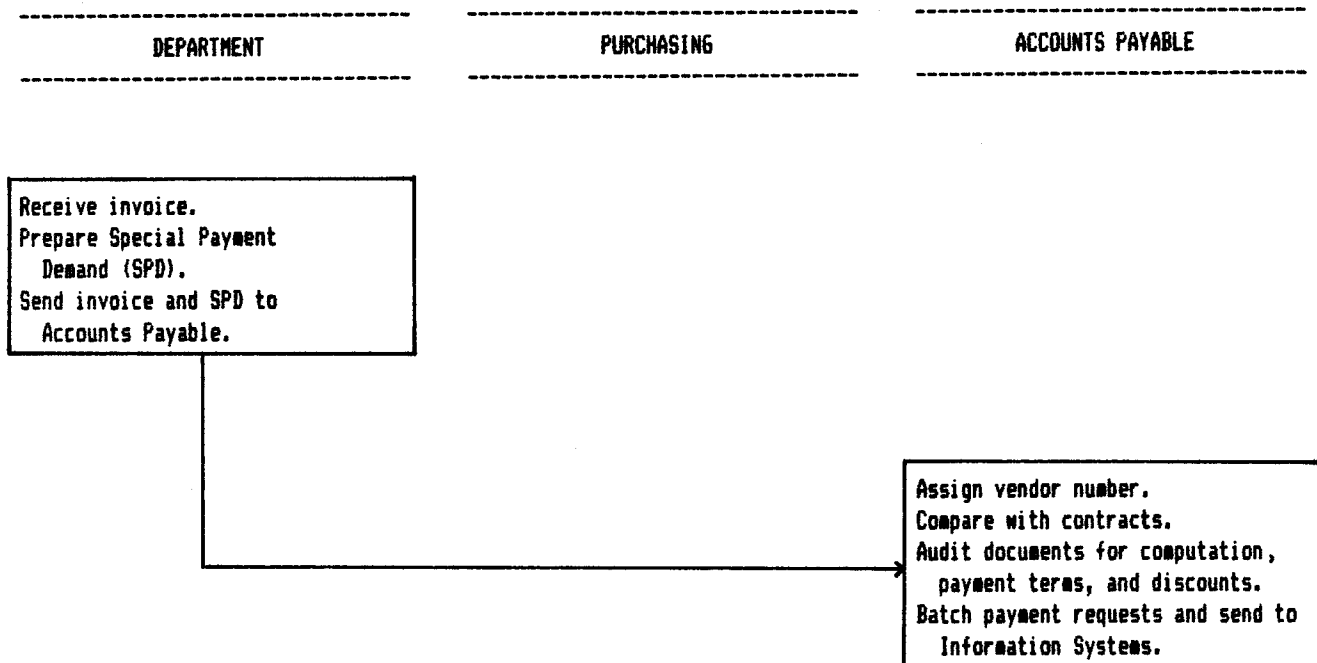 DEPARTMENT
PURCHASING
ACCOUNTS PAYABLE
Receive invoice.
Prepare Special Payment
Demand (SPD).
Send invoice and SPD to
Accounts Payable.
Assign vendor number.
Compare with contracts.
Audit documents for computation,
payment terms, and discounts.
Batch payment requests and send to
Information Systems.